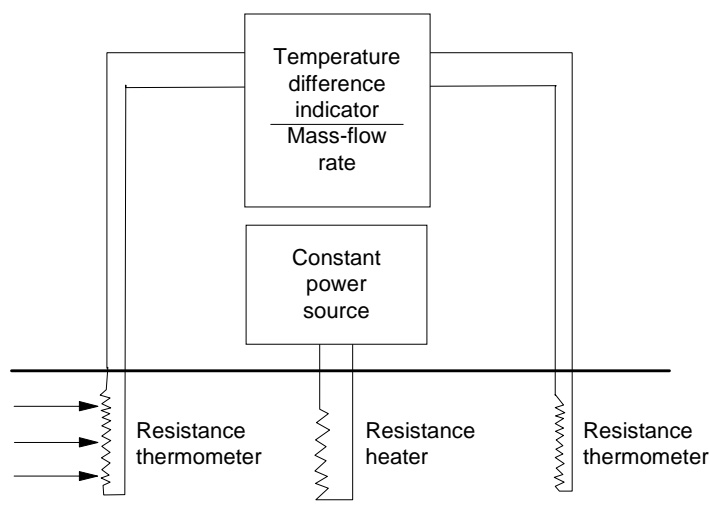 Temperature
difference
indicator
Mass-flow
rate
Constant
power
source
Resistance
thermometer
Resistance
heater
Resistance
thermometer